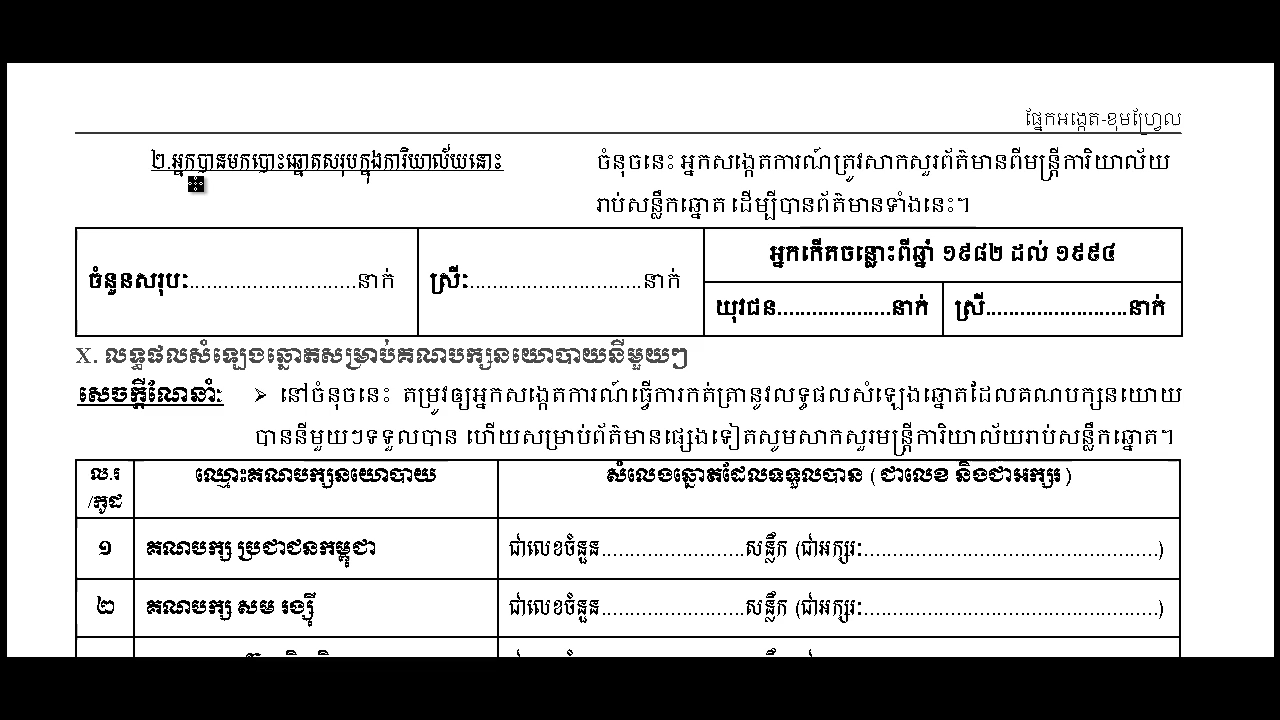 ផ្នែកអង្កេត-ខុមហ្វ្រែល
២.អ្នកបានមកបោះឆ្នោតសរុបក្នុងការិយាល័យនោះ
ចំនុចនេះ អ្នកសង្កេតការណ៍ត្រូវសាកសួរព័ត៌មានពីមន្ត្រីការិយាល័យ
រាប់សន្លឹកឆ្នោត ដើម្បីបានព័ត៌មានទាំងនេះ។
ចំនួនសរុបៈ.............................នាក់
ស្រីៈ..............................នាក់
អ្នកកើតចន្លោះពីឆ្នាំ ១៩៨២ ដល់ ១៩៩៤
យុវជន....................នាក់
ស្រី.........................នាក់
X. លទ្ធផលសំឡេងឆ្នោតសម្រាប់គណបក្សនយោបាយនីមួយៗ
សេចក្ដីណែនាំៈ
➢ នៅចំនុចនេះ តម្រូវឲ្យអ្នកសង្កេតការណ៍ធ្វើការកត់ត្រានូវលទ្ធផលសំឡេងឆ្នោតដែលគណបក្សនយោយ
បាននីមួយៗទទួលបាន ហើយសម្រាប់ព័ត៌មានផ្សេងទៀតសូមសាកសួរមន្ត្រីការិយាល័យរាប់សន្លឹកឆ្នោត។
ល.រ
/កូដ
ឈ្មោះគណបក្សនយោបាយ
សំលេងឆ្នោតដែលទទួលបាន (ជាលេខ និងជាអក្សរ)
១
គណបក្ស ប្រជាជនកម្ពុជា
ជាលេខចំនួន.........................សន្លឹក (ជាអក្សរៈ....................................................)
២
គណបក្ស សម រង្ស៊ី
ជាលេខចំនួន.........................សន្លឹក (ជាអក្សរៈ....................................................)